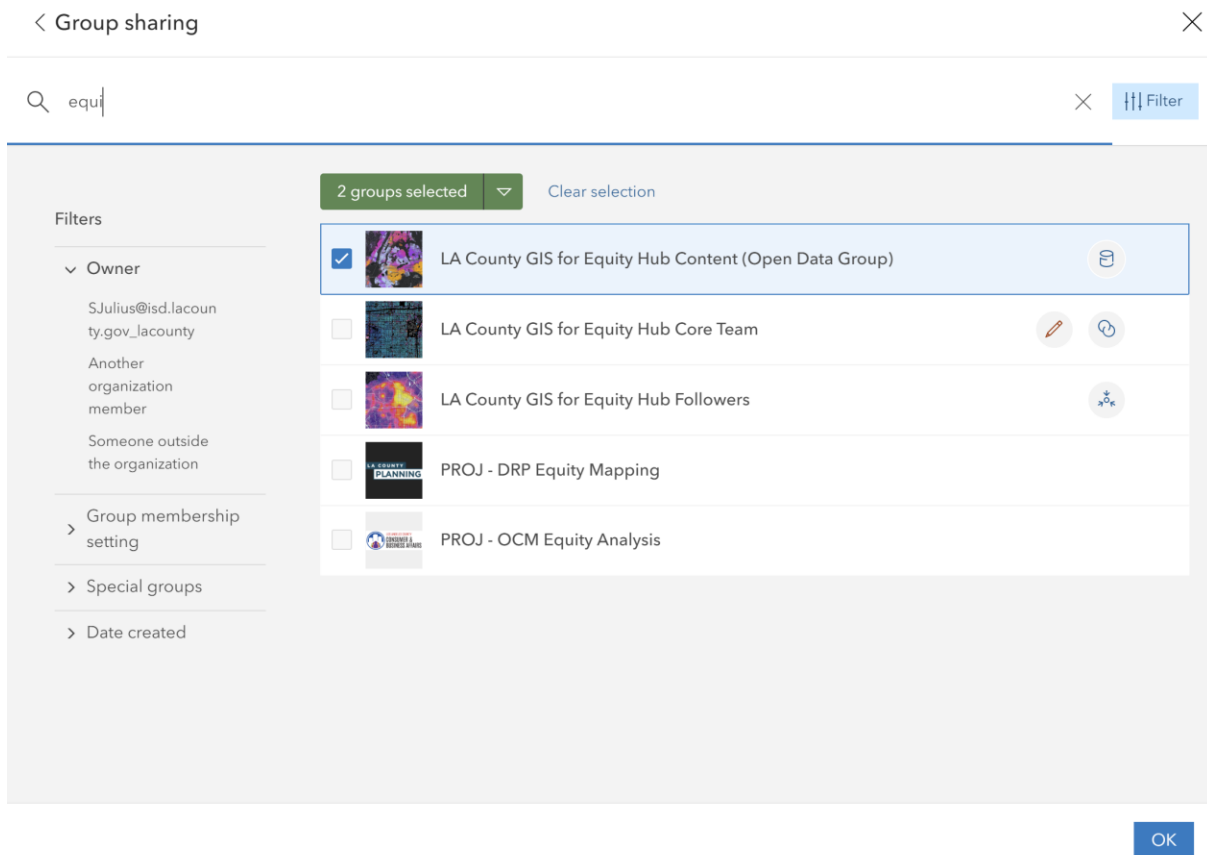 Group sharing
equi
Filter
2 groups selected
Clear selection
Filters
Owner
SJulius@isd.lacoun
ty.gov_lacounty
Another
organization
member
Someone outside
the organization
Group membership
setting
Special groups
Date created
LA County GIS for Equity Hub Content (Open Data Group)
LA County GIS for Equity Hub Core Team
LA County GIS for Equity Hub Followers
LA COUNTY
PLANNING
PROJ - DRP Equity Mapping
CONSUMER &
BUSINESS AFFAIRS
PROJ - OCM Equity Analysis
OK